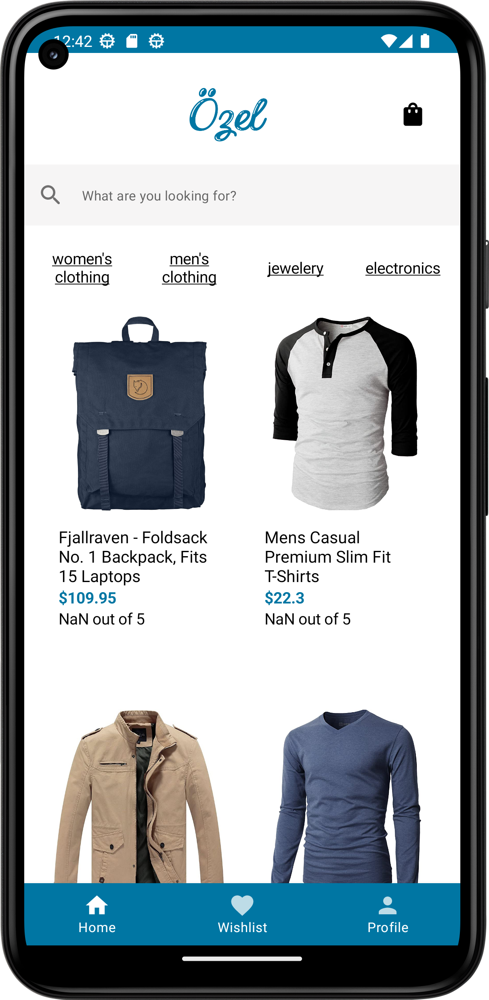 12:42
Özel
What are you looking for?
women's
clothing
men's
clothing
jewelery
electronics
Fjallraven - Foldsack
No. 1 Backpack, Fits
15 Laptops
$109.95
NaN out of 5
Mens Casual
Premium Slim Fit
T-Shirts
$22.3
NaN out of 5
Home
Wishlist
Profile